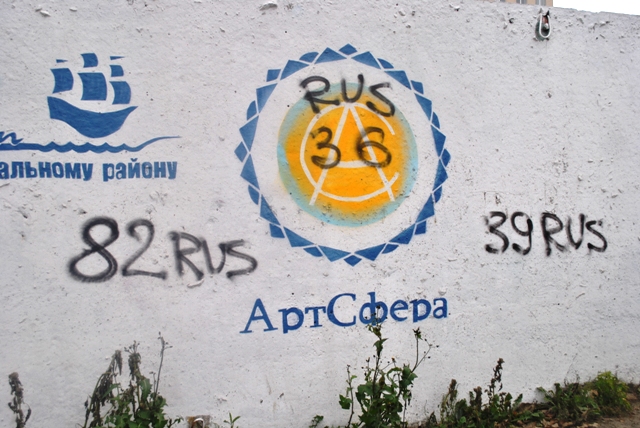 альному району
RUS
36
82 RUS
39 RUS
АртСфера